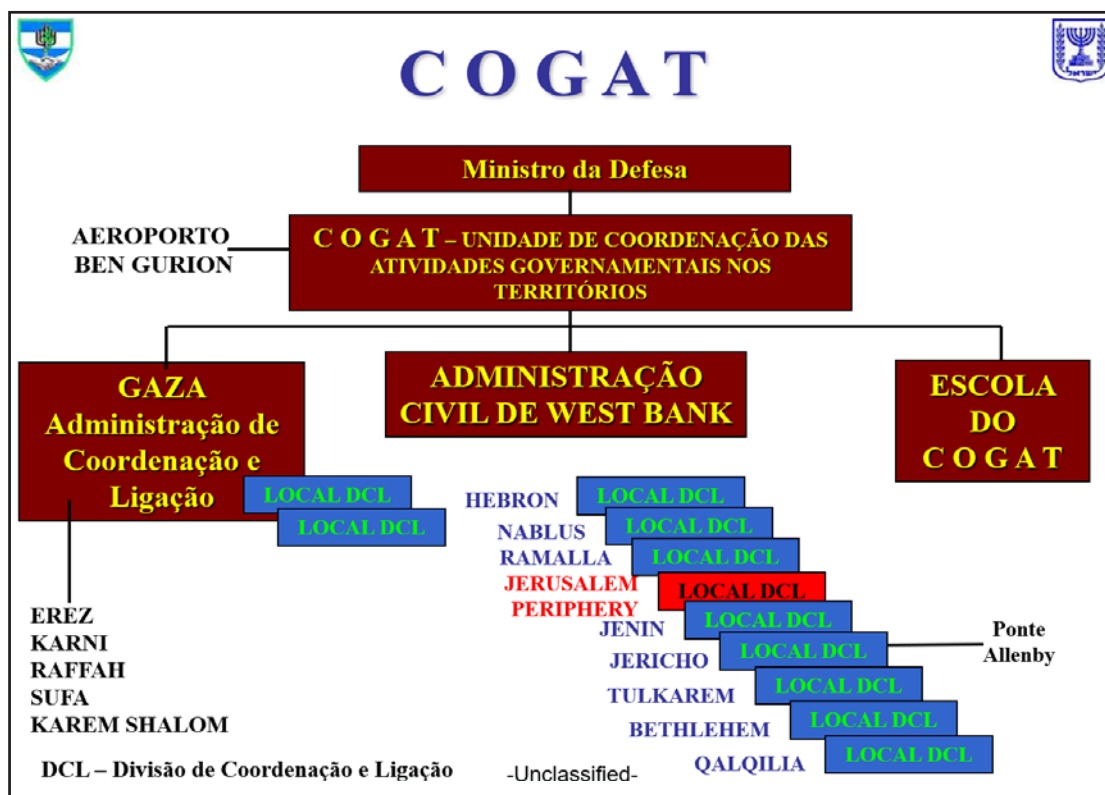 COGAT
Ministro da Defesa
AEROPORTO
BEN GURION
C O G A T – UNIDADE DE COORDENAÇÃO DAS
ATIVIDADES GOVERNAMENTAIS NOS
TERRITÓRIOS
GAZA
Administração de
Coordenação e
Ligação
LOCAL DCL
LOCAL DCL
ADMINISTRAÇÃO
CIVIL DE WEST BANK
ESCOLA
DO
C O G A T
HEBRON LOCAL DCL
NABLUS LOCAL DCL
RAMALLA LOCAL DCL
JERUSALEM
PERIPHERY LOCAL DCL
JENIN LOCAL DCL
JERICHO LOCAL DCL
Ponte
Allenby
TULKAREM LOCAL DCL
BETHLEHEM LOCAL DCL
QALQILIA LOCAL DCL
EREZ
KARNI
RAFFAH
SUFA
KAREM SHALOM
DCL – Divisão de Coordenação e Ligação
-Unclassified-
ישראל